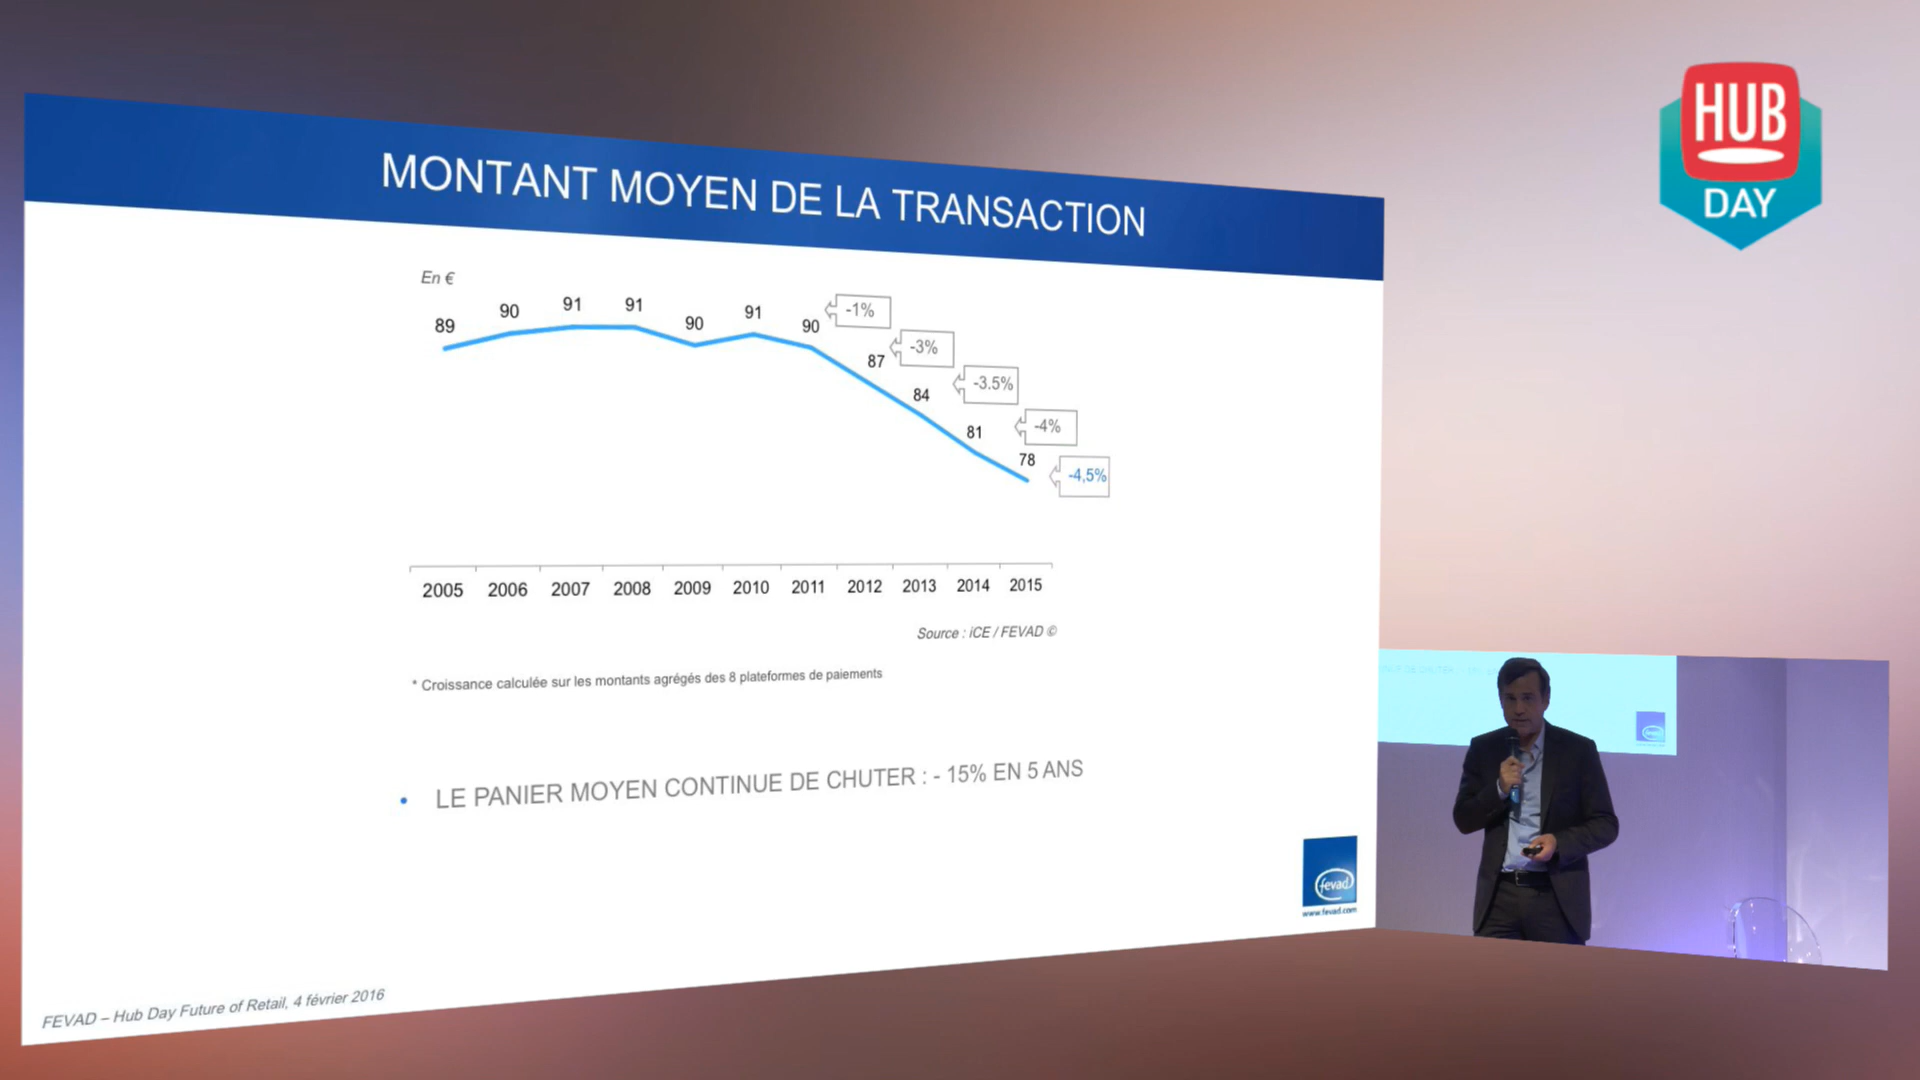 HUB
DAY
MONTANT MOYEN DE LA TRANSACTION
En €
89
90
91
91
90
91
90
87
84
81
78
-1%
-3%
-3.5%
-4%
-4,5%
2005 2006 2007 2008 2009 2010 2011 2012 2013 2014 2015
Source : iCE / FEVAD ©
* Croissance calculée sur les montants agrégés des 8 plateformes de paiements
• LE PANIER MOYEN CONTINUE DE CHUTER : - 15% EN 5 ANS
fevad
www.fevad.com
FEVAD – Hub Day Future of Retail, 4 février 2016